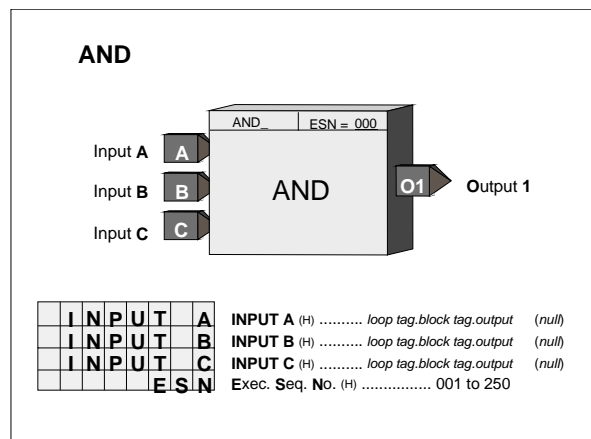 AND
AND_ ESN = 000
Input A A
Input B B AND O1 Output 1
Input C C
INPUT A INPUT A (H) .......... loop tag.block tag.output (null)
INPUT B INPUT B (H) .......... loop tag.block tag.output (null)
INPUT C INPUT C (H) .......... loop tag.block tag.output (null)
ESN Exec. Seq. No. (H) ................ 001 to 250